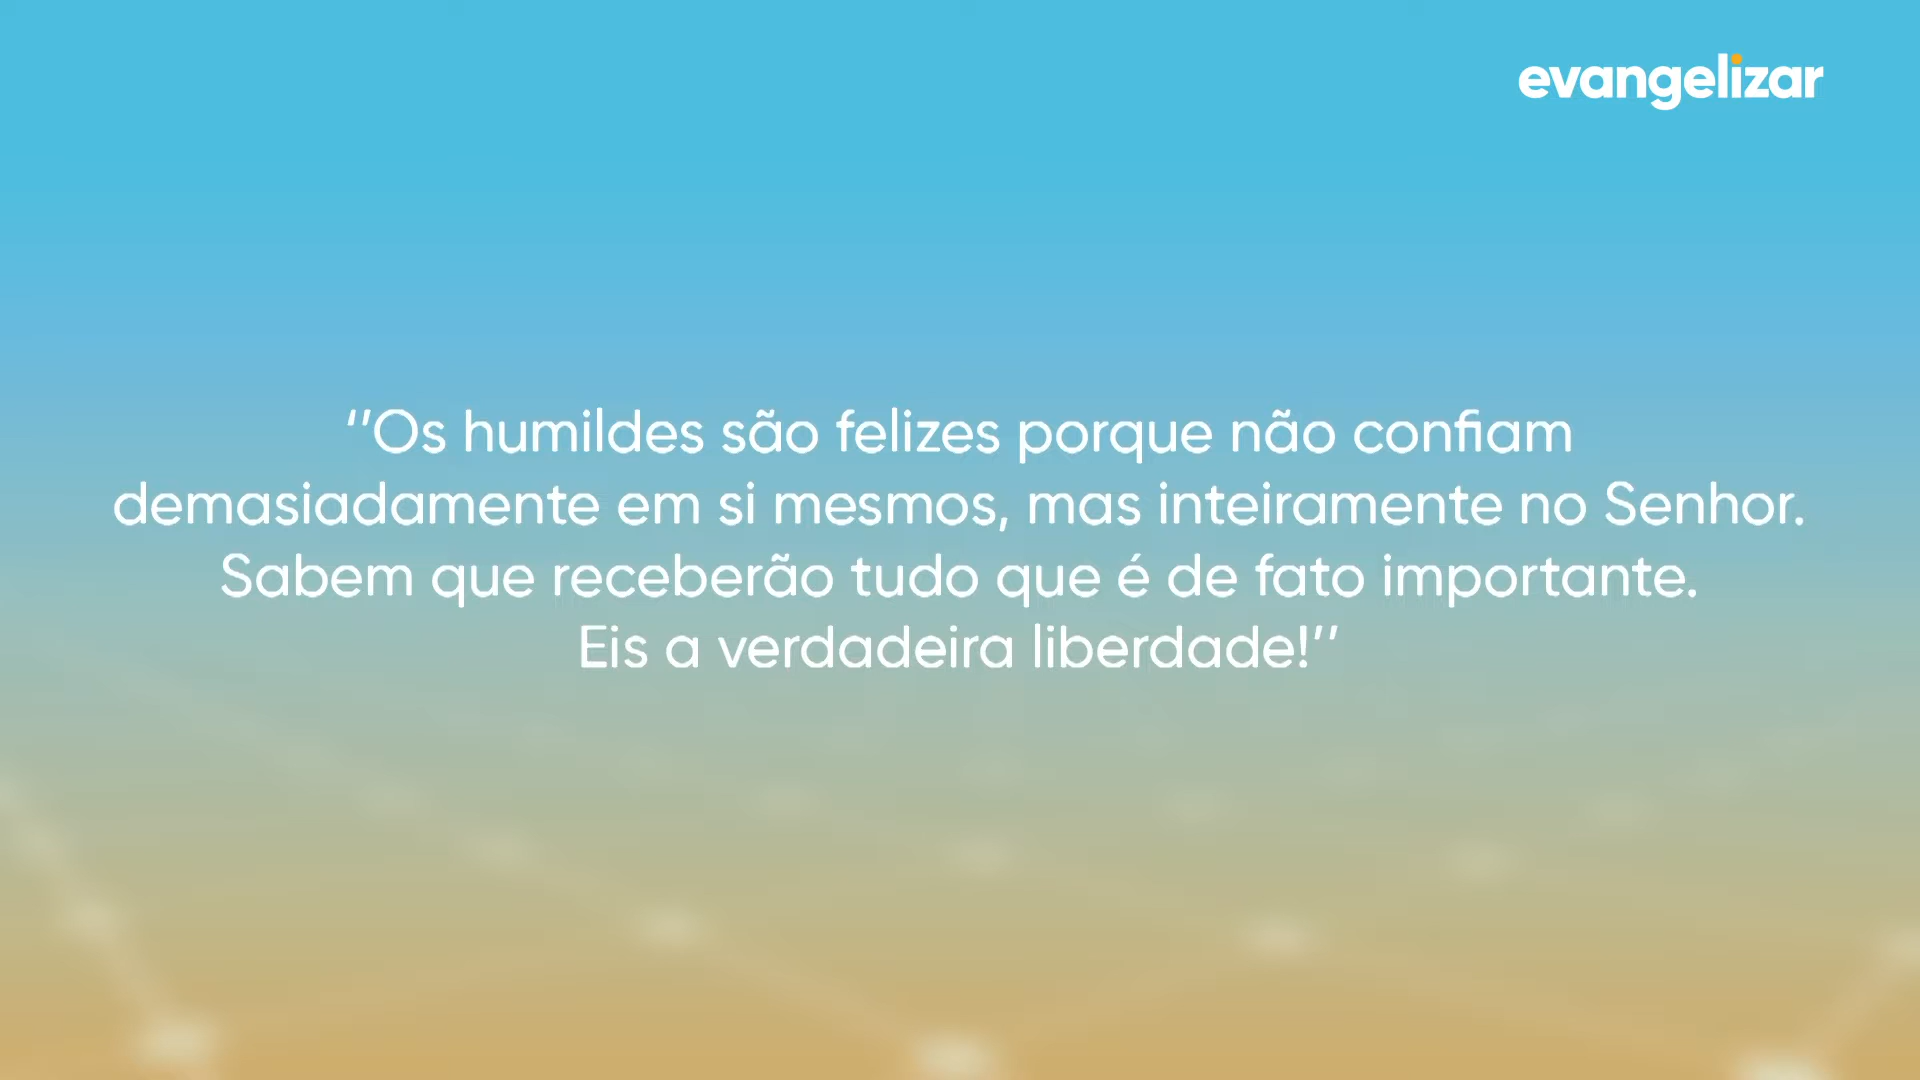 evangelizar
‘‘Os humildes são felizes porque não confiam
demasiadamente em si mesmos, mas inteiramente no Senhor.
Sabem que receberão tudo que é de fato importante.
Eis a verdadeira liberdade!’’